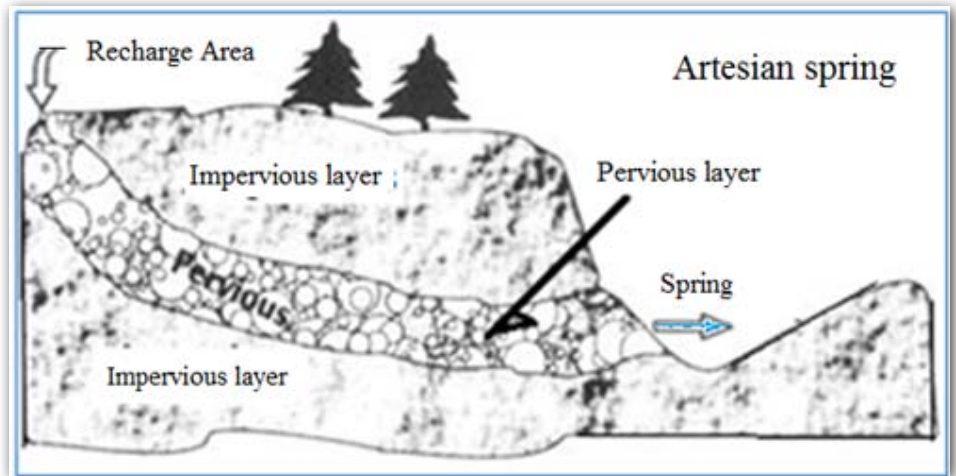 Recharge Area
Artesian spring
Impervious layer
Pervious layer
Pervious
Spring
Impervious layer